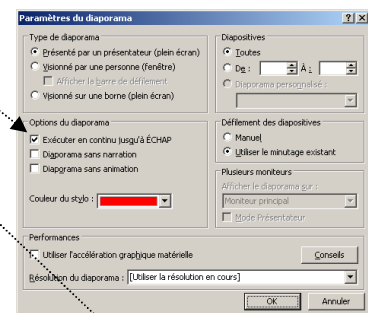 Paramètres du diaporama
Type de diaporama
Présenté par un présentateur (plein écran)
Visionné par une personne (fenêtre)
Afficher la barre de défilement
Visionné sur une borne (plein écran)
Diapositives
Toutes
De : À :
Diaporama personnalisé :
Options du diaporama
Exécuter en continu jusqu'à ÉCHAP
Diaporama sans narration
Diaporama sans animation
Couleur du stylo :
Défilement des diapositives
Manuel
Utiliser le minutage existant
Plusieurs moniteurs
Afficher le diaporama sur :
Moniteur principal
Mode Présentateur
Performances
Utiliser l'accélération graphique matérielle
Conseils
Résolution du diaporama : [Utiliser la résolution en cours]
OK Annuler